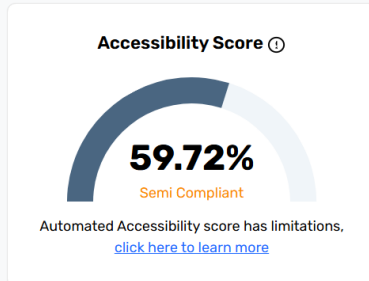 Accessibility Score
59.72%
Semi Compliant
Automated Accessibility score has limitations,
click here to learn more